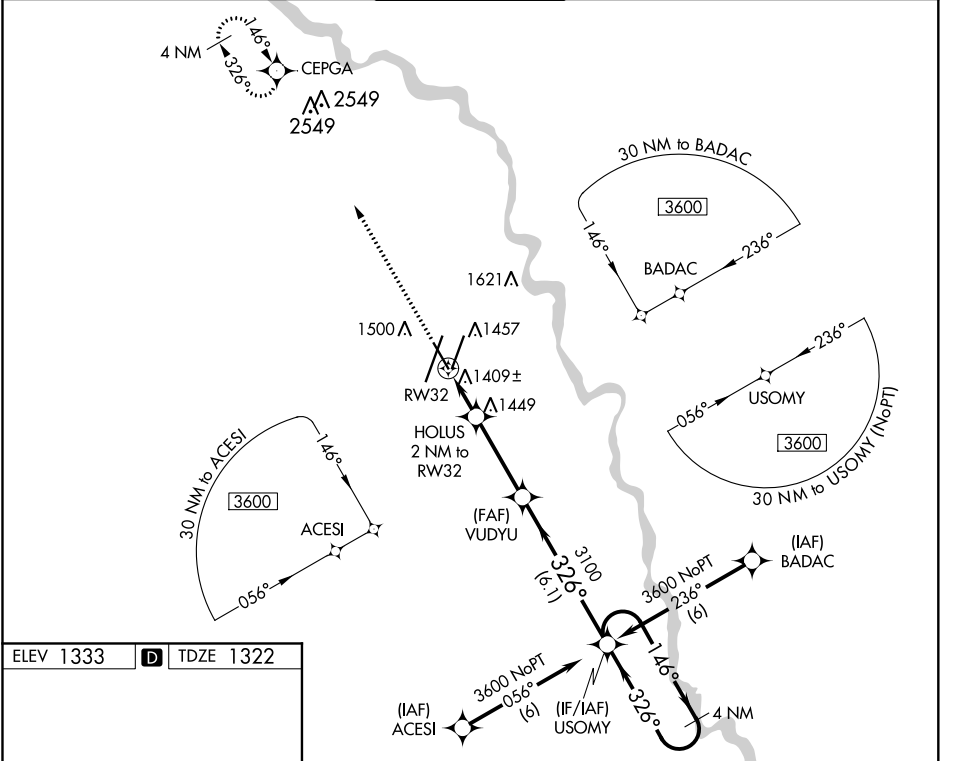 4 NM
146°
326°
CEPGA
2549
2549
30 NM to BADAC
3600
146°
236°
BADAC
1621
1500
1457
RW32
1409±
1449
HOLUS
2 NM to
RW32
236°
056°
USOMY
3600
30 NM to USOMY (NoPT)
30 NM to ACESI
146°
3600
ACESI
056°
(FAF)
VUDYU
3100
326°
(6.1)
(IAF)
BADAC
3600 NoPT
236°
(6)
ELEV 1333
D
TDZE 1322
3600 NoPT
056°
(6)
(IAF)
ACESI
(IF/IAF)
USOMY
146°
326°
4 NM